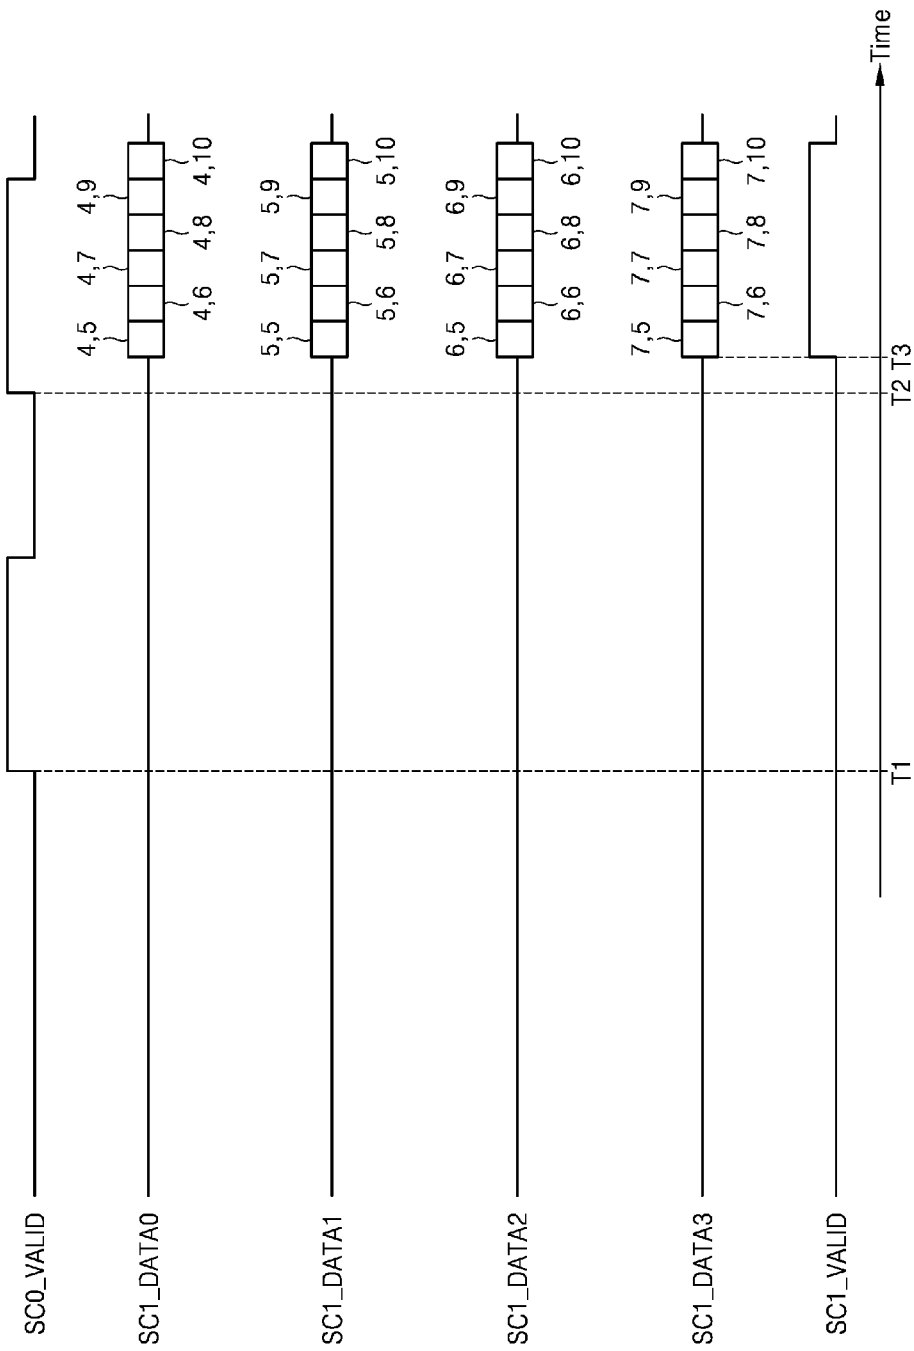 SC0_VALID
SC1_DATA0
4,5 4,7 4,9
4,6 4,8 4,10
SC1_DATA1
5,5 5,7 5,9
5,6 5,8 5,10
SC1_DATA2
6,5 6,7 6,9
6,6 6,8 6,10
SC1_DATA3
7,5 7,7 7,9
7,6 7,8 7,10
SC1_VALID
T1 T2 T3 Time